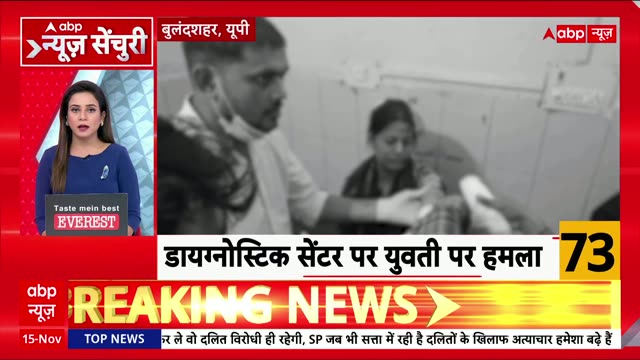 abp
न्यूज़ सेंचुरी
बुलंदशहर, यूपी
abp न्यूज़
Taste mein best
EVEREST
डायग्नोस्टिक सेंटर पर युवती पर हमला
73
abp
न्यूज़
BREAKING NEWS
15-Nov
TOP NEWS
कर ले वो दलित विरोधी ही रहेगी, SP जब भी सत्ता में रही है दलितों के खिलाफ अत्याचार हमेशा बढ़े हैं